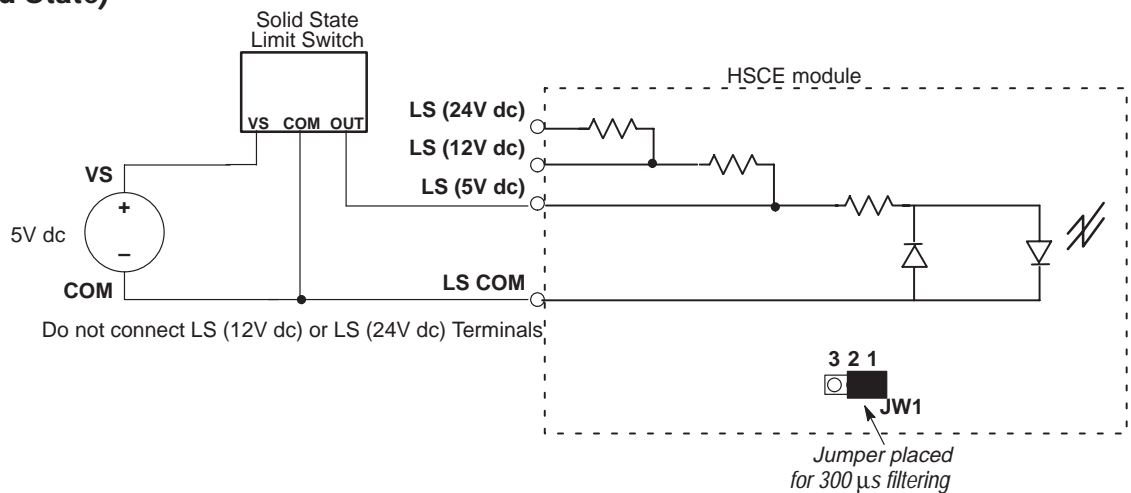 d State)
Solid State
Limit Switch
HSCE module
VS COM OUT
LS (24V dc)
LS (12V dc)
VS
LS (5V dc)
+
5V dc
–
COM
LS COM
Do not connect LS (12V dc) or LS (24V dc) Terminals
3 2 1
JW1
Jumper placed
for 300 μs filtering